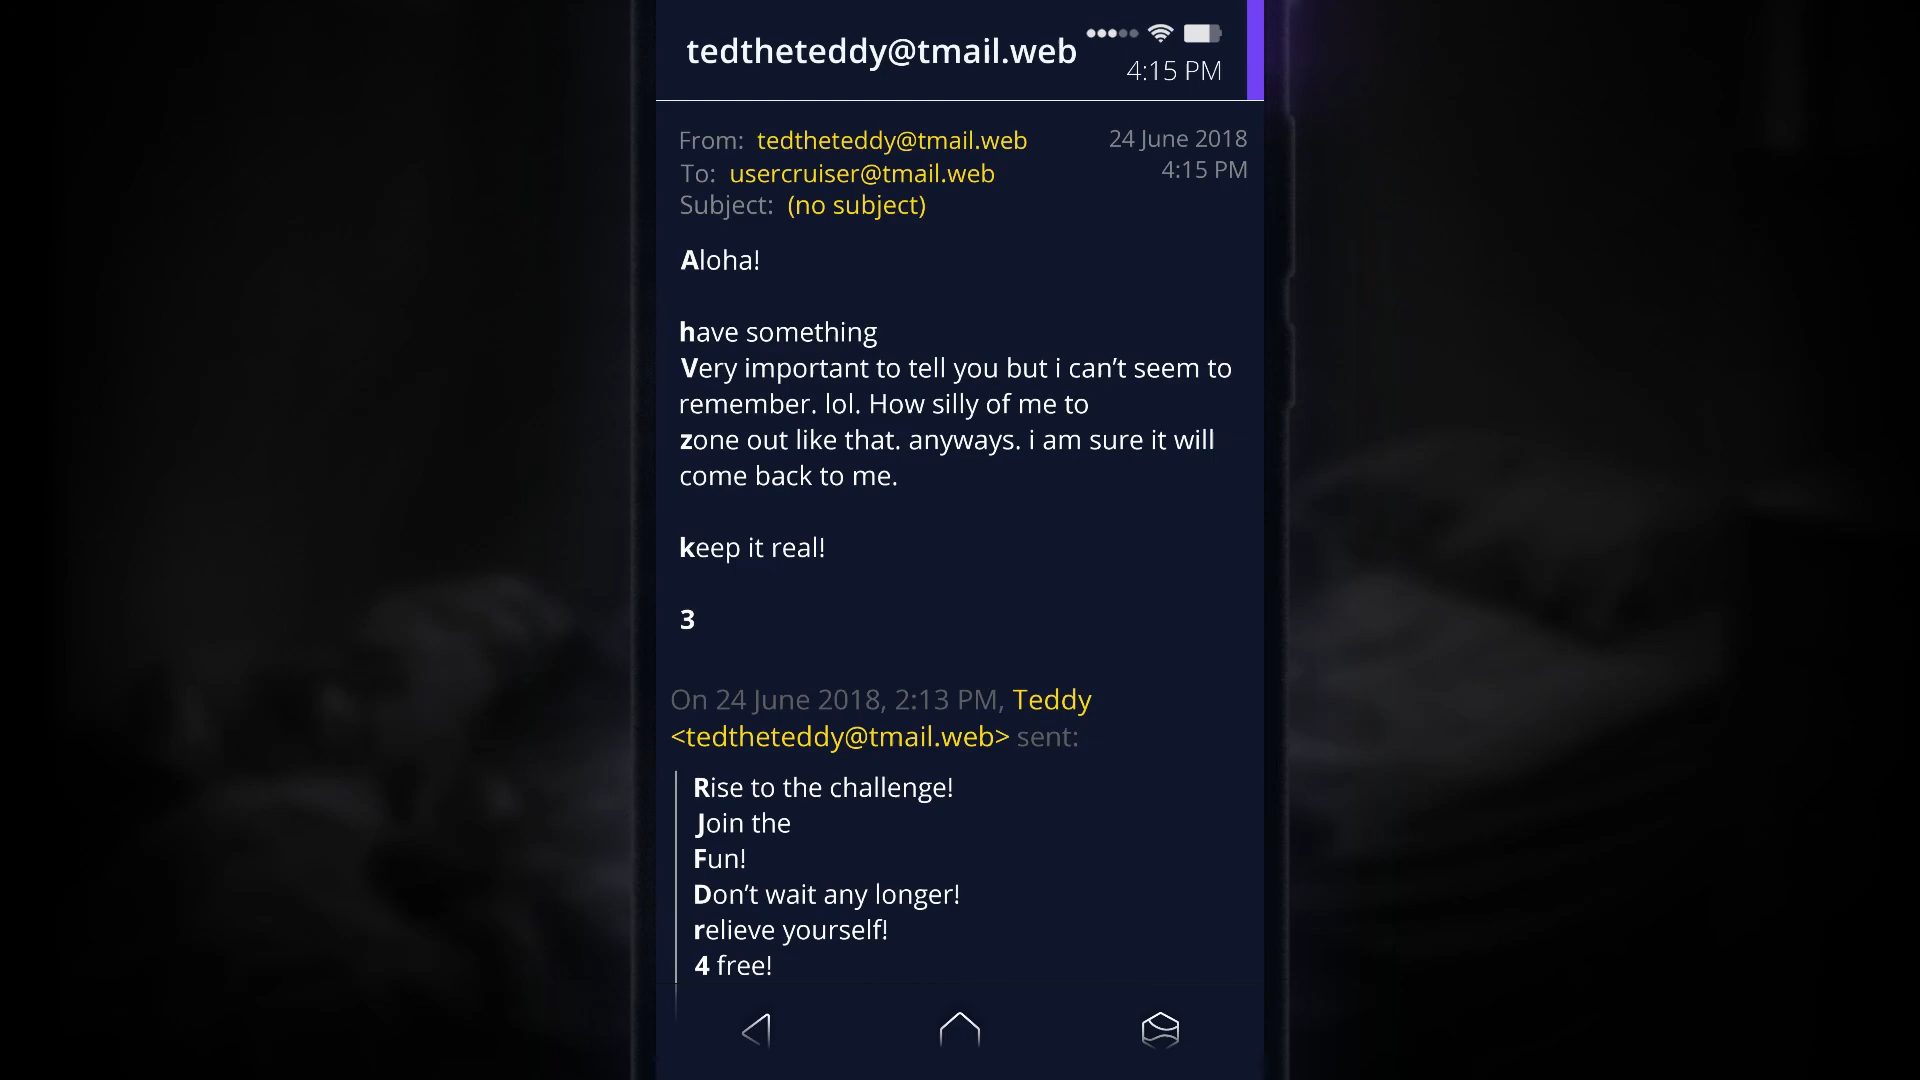 tedtheteddy@tmail.web
4:15 PM
From: tedtheteddy@tmail.web
24 June 2018
To: usercruiser@tmail.web
4:15 PM
Subject: (no subject)
Aloha!
have something
Very important to tell you but i can’t seem to
remember. lol. How silly of me to
zone out like that. anyways. i am sure it will
come back to me.
keep it real!
3
On 24 June 2018, 2:13 PM, Teddy
<tedtheteddy@tmail.web> sent:
Rise to the challenge!
Join the
Fun!
Don’t wait any longer!
relieve yourself!
4 free!